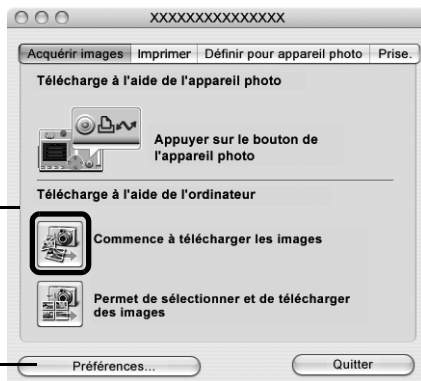 XXXXXXXXXXXXXXX
Acquérir images Imprimer Définir pour appareil photo Prise.
Télécharge à l'aide de l'appareil photo
Appuyer sur le bouton de
l'appareil photo
Télécharge à l'aide de l'ordinateur
Commence à télécharger les images
Permet de sélectionner et de télécharger
des images
Préférences... Quitter